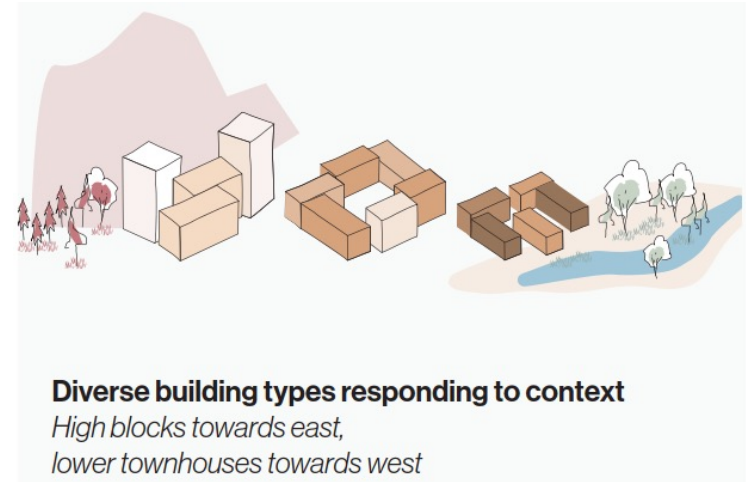 Diverse building types responding to context
High blocks towards east,
lower townhouses towards west